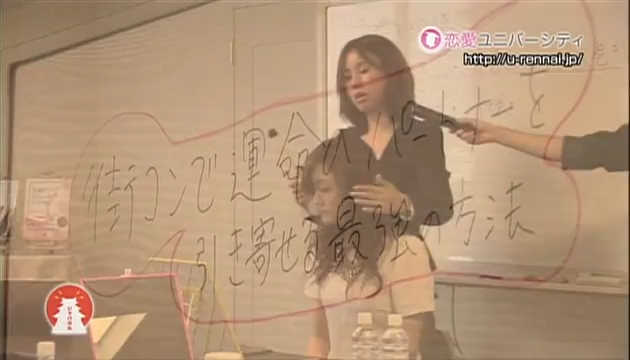 恋愛ユニバーシティ
http://u-rennai.jp/
街コンで運命のパートナーと
引き寄せる最強の方法